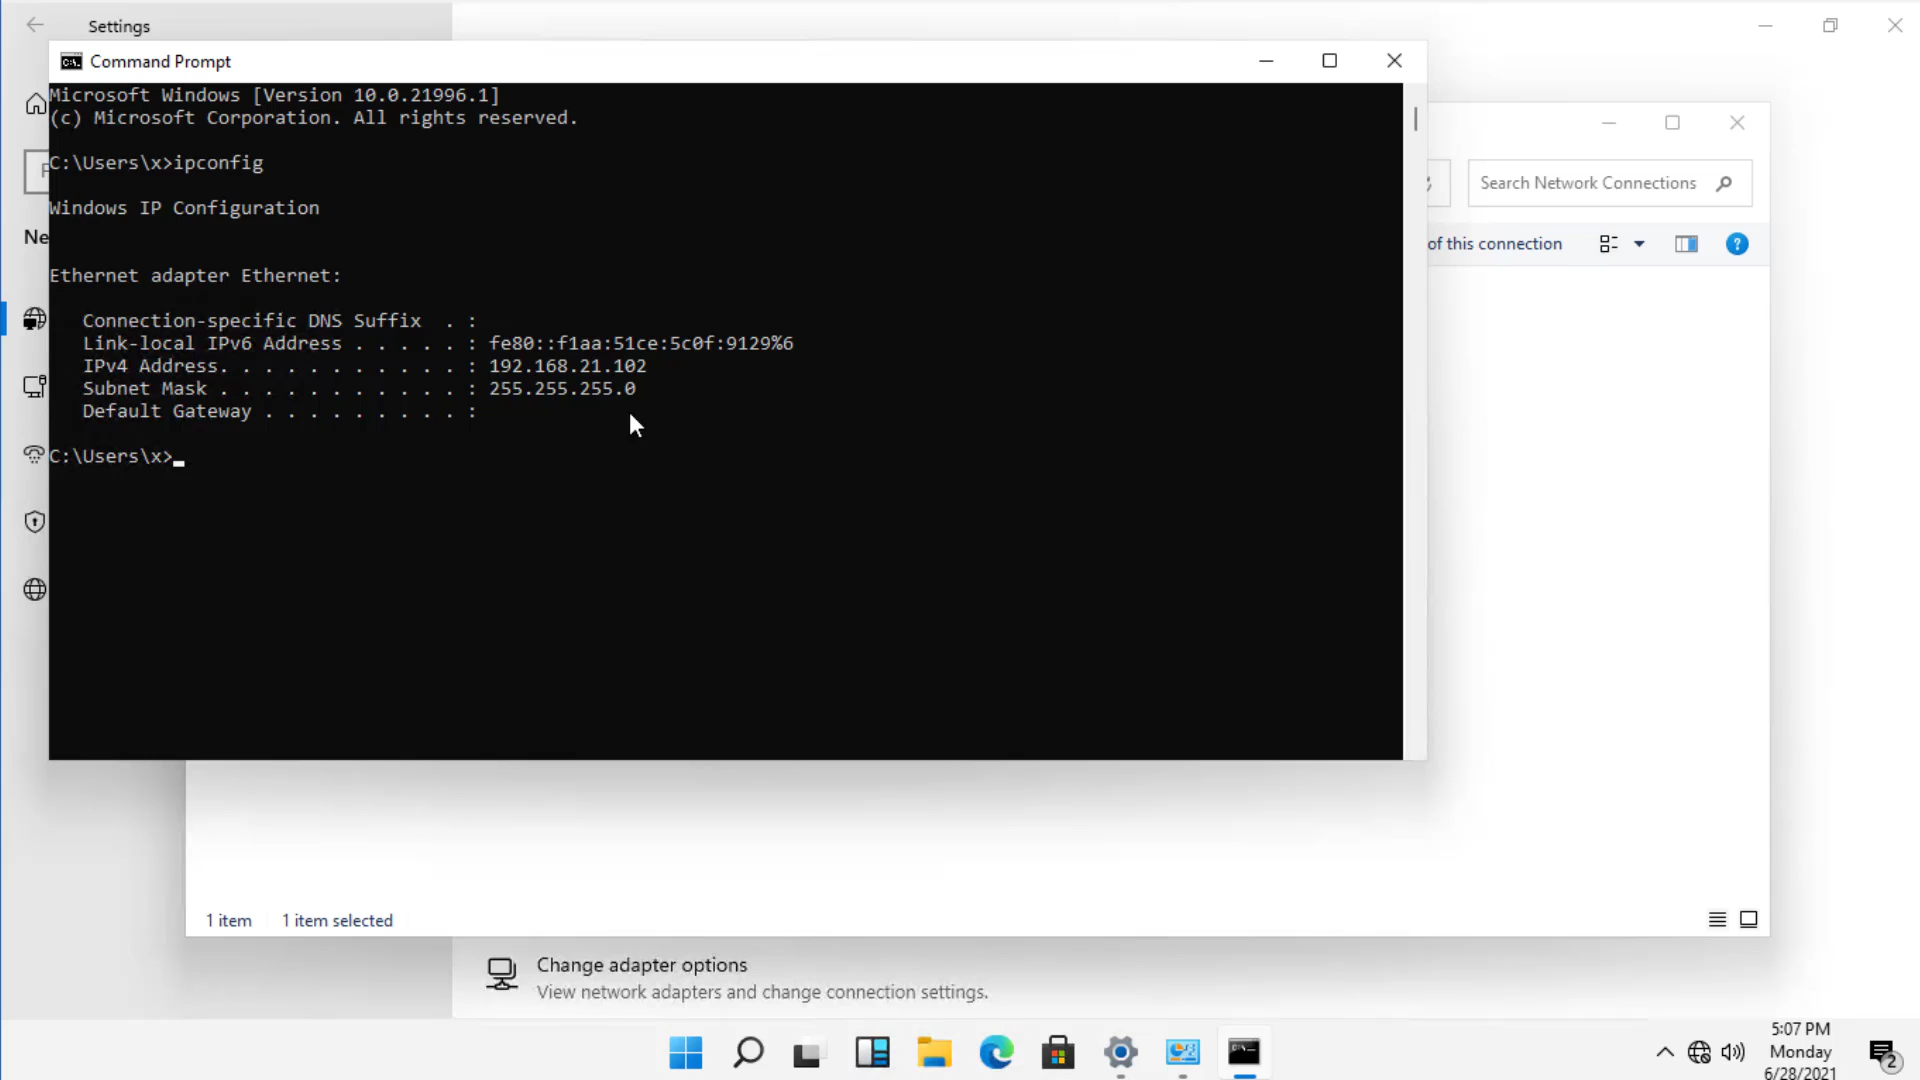 Settings
Command Prompt
Microsoft Windows [Version 10.0.21996.1]
(c) Microsoft Corporation. All rights reserved.
C:\Users\x>ipconfig
Windows IP Configuration
Ne
Ethernet adapter Ethernet:
Connection-specific DNS Suffix  . :
Link-local IPv6 Address . . . . . : fe80::f1aa:51ce:5c0f:9129%6
IPv4 Address. . . . . . . . . . . : 192.168.21.102
Subnet Mask . . . . . . . . . . . : 255.255.255.0
Default Gateway . . . . . . . . . :
C:\Users\x>
Search Network Connections
of this connection
?
1 item 1 item selected
Change adapter options
View network adapters and change connection settings.
5:07 PM
Monday
6/28/2021
2